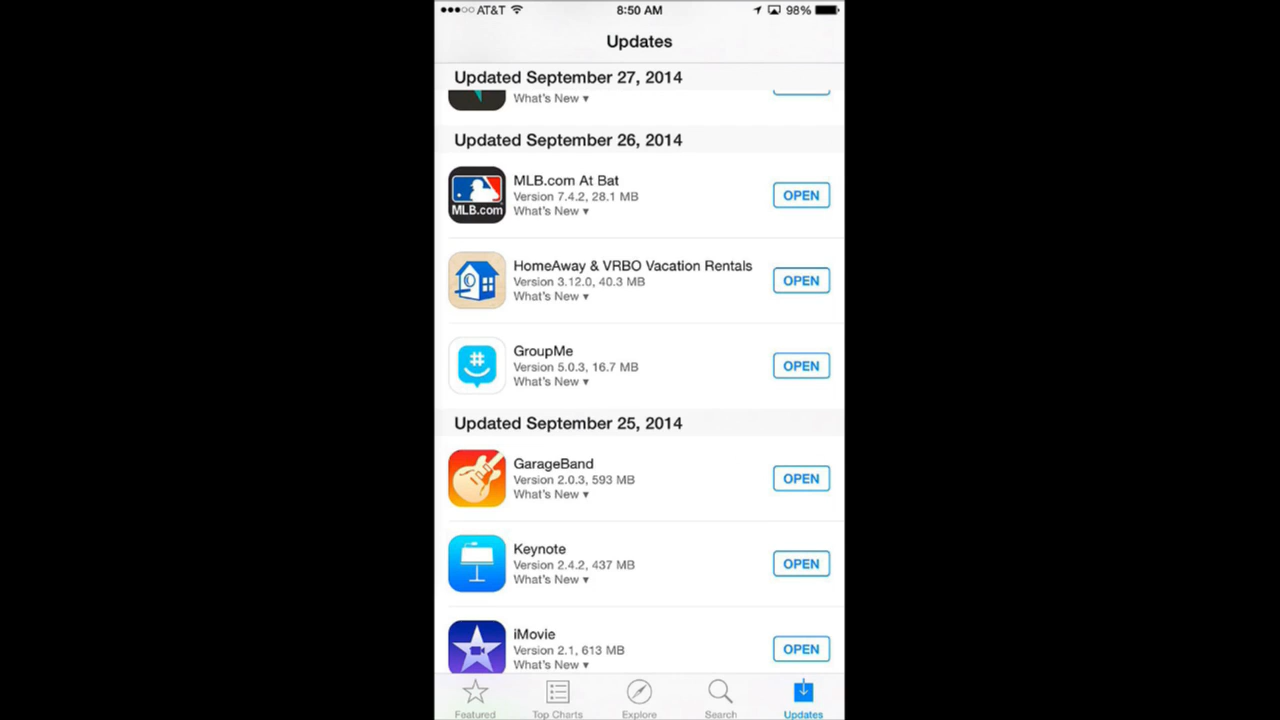 AT&T 8:50 AM 98%
Updates
Updated September 27, 2014
What's New ▾
Updated September 26, 2014
MLB.com
MLB.com At Bat
Version 7.4.2, 28.1 MB
What's New ▾
OPEN
HomeAway & VRBO Vacation Rentals
Version 3.12.0, 40.3 MB
What's New ▾
OPEN
GroupMe
Version 5.0.3, 16.7 MB
What's New ▾
OPEN
Updated September 25, 2014
GarageBand
Version 2.0.3, 593 MB
What's New ▾
OPEN
Keynote
Version 2.4.2, 437 MB
What's New ▾
OPEN
iMovie
Version 2.1, 613 MB
What's New ▾
OPEN
Featured Top Charts Explore Search Updates